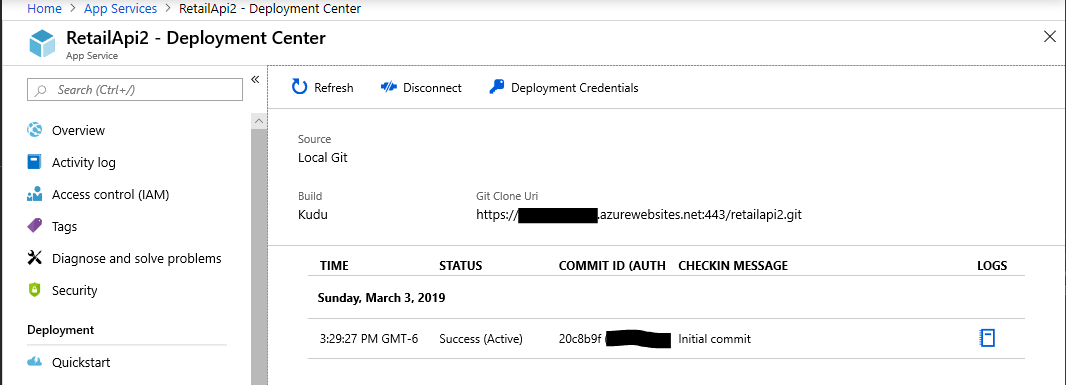 Home > App Services > RetailApi2 - Deployment Center
RetailApi2 - Deployment Center
App Service
Search (Ctrl+/)
Overview
Activity log
Access control (IAM)
Tags
Diagnose and solve problems
Security
Deployment
Quickstart
Refresh Disconnect Deployment Credentials
Source
Local Git
Build Git Clone Uri
Kudu https:// .azurewebsites.net:443/retailapi2.git
TIME STATUS COMMIT ID (AUTH CHECKIN MESSAGE LOGS
Sunday, March 3, 2019
3:29:27 PM GMT-6 Success (Active) 20c8b9f ( Initial commit